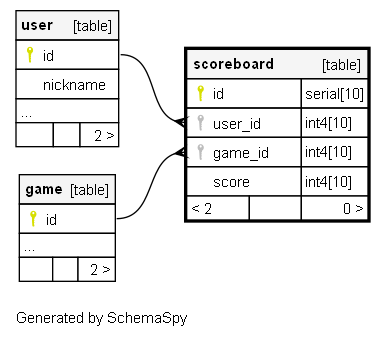 user [table]
id
nickname
...
2 >
game [table]
id
...
2 >
scoreboard [table]
id serial[10]
user_id int4[10]
game_id int4[10]
score int4[10]
< 2 0 >
Generated by SchemaSpy